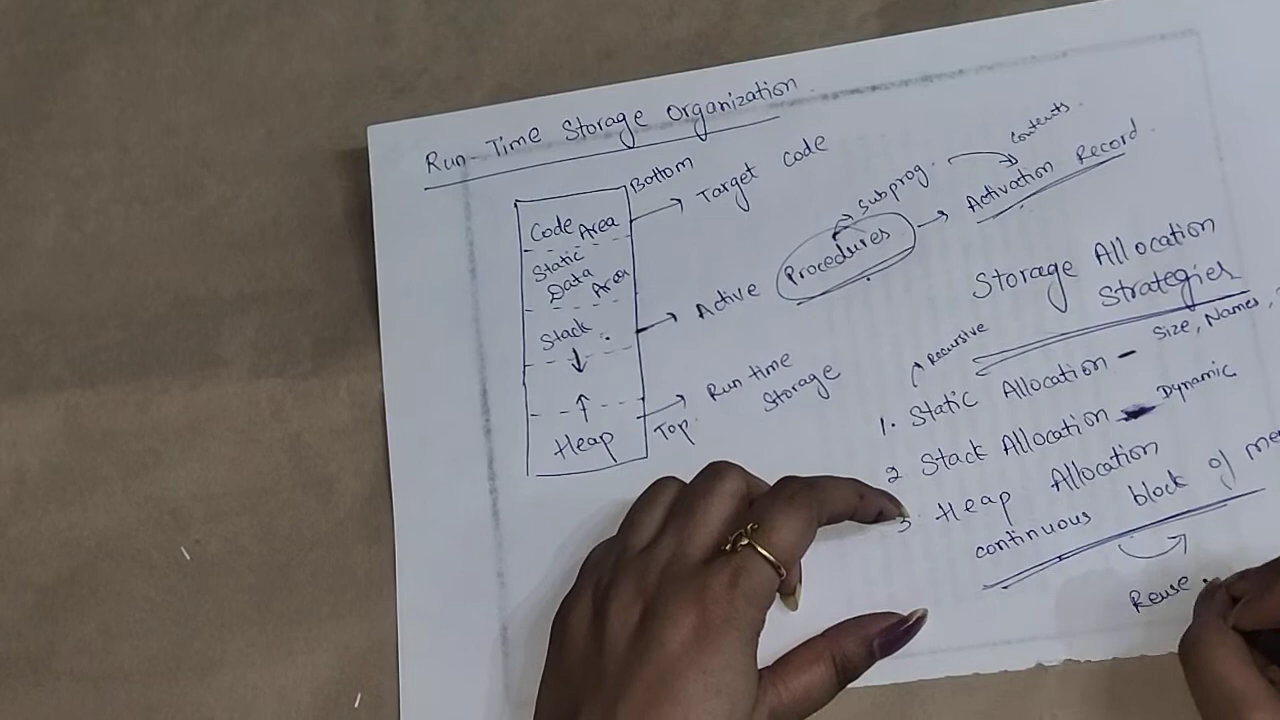 Run-Time Storage Organization.
Bottom
Code Area
Static
Data Area
Stack
Heap
Top
Target Code
Active Procedures
Subprog.
Activation Record
contents.
Run time
Storage
Storage Allocation
Strategies
Recursive
1. Static Allocation - Size, Names,
2 Stack Allocation - Dynamic
3. Heap Allocation
continuous block of
Reuse.